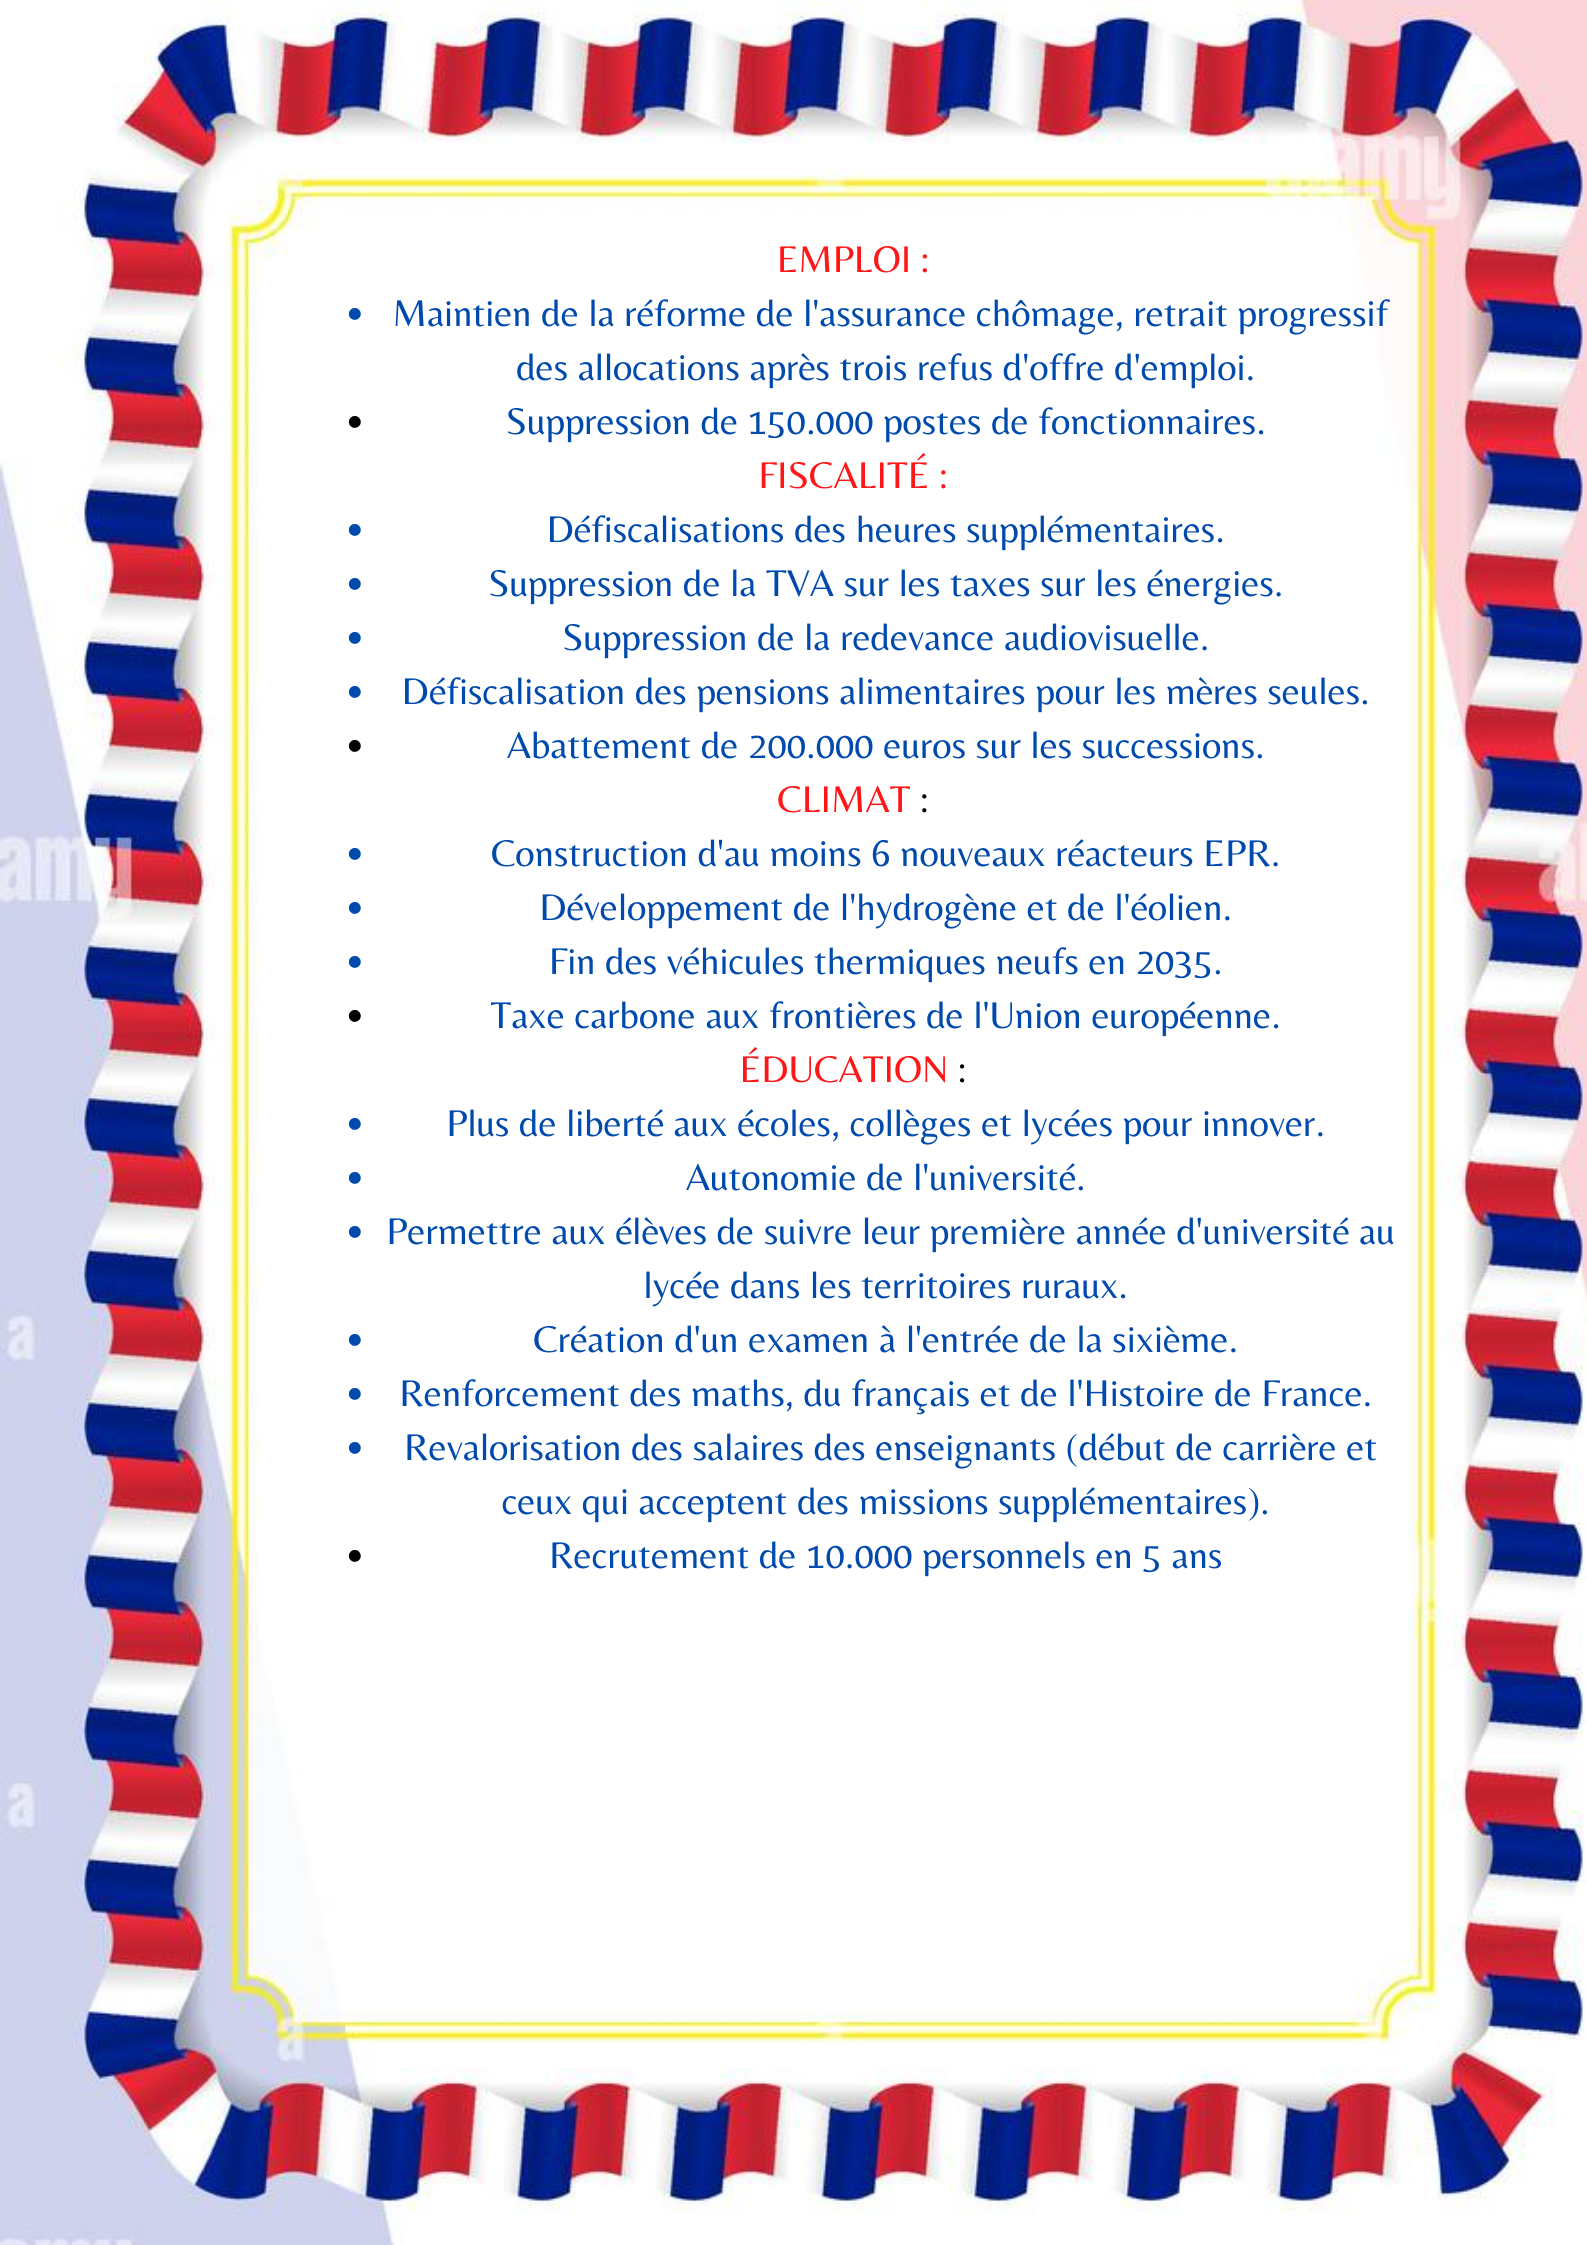 EMPLOI :
• Maintien de la réforme de l'assurance chômage, retrait progressif
des allocations après trois refus d'offre d'emploi.
• Suppression de 150.000 postes de fonctionnaires.
FISCALITÉ :
• Défiscalisations des heures supplémentaires.
• Suppression de la TVA sur les taxes sur les énergies.
• Suppression de la redevance audiovisuelle.
• Défiscalisation des pensions alimentaires pour les mères seules.
• Abattement de 200.000 euros sur les successions.
CLIMAT :
• Construction d'au moins 6 nouveaux réacteurs EPR.
• Développement de l'hydrogène et de l'éolien.
• Fin des véhicules thermiques neufs en 2035.
• Taxe carbone aux frontières de l'Union européenne.
ÉDUCATION :
• Plus de liberté aux écoles, collèges et lycées pour innover.
• Autonomie de l'université.
• Permettre aux élèves de suivre leur première année d'université au
lycée dans les territoires ruraux.
• Création d'un examen à l'entrée de la sixième.
• Renforcement des maths, du français et de l'Histoire de France.
• Revalorisation des salaires des enseignants (début de carrière et
ceux qui acceptent des missions supplémentaires).
• Recrutement de 10.000 personnels en 5 ans